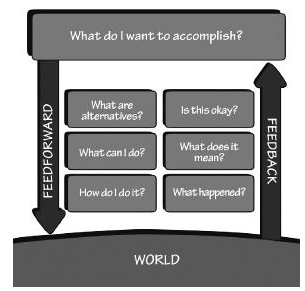 What do I want to accomplish?
FEEDFORWARD
What are
alternatives?
What can I do?
How do I do it?
Is this okay?
What does it
mean?
What happened?
FEEDBACK
WORLD